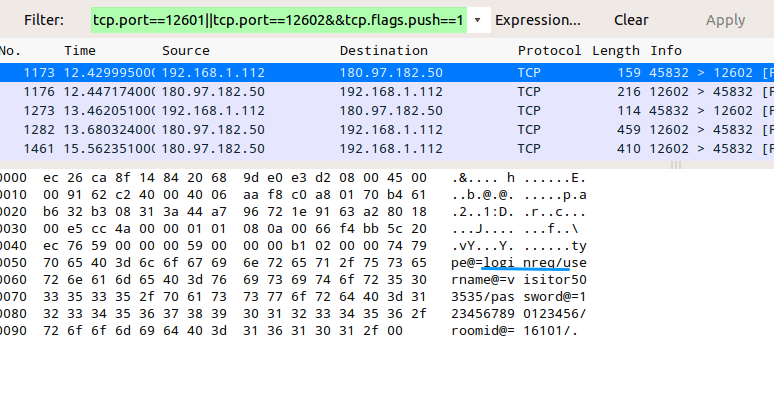 Filter: tcp.port==12601||tcp.port==12602&&tcp.flags.push==1 Expression... Clear Apply
No. Time Source Destination Protocol Length Info
1173 12.429995000 192.168.1.112 180.97.182.50 TCP 159 45832 > 12602 [P
1176 12.447174000 180.97.182.50 192.168.1.112 TCP 216 12602 > 45832 [P
1273 13.462051000 192.168.1.112 180.97.182.50 TCP 114 45832 > 12602 [P
1282 13.680324000 180.97.182.50 192.168.1.112 TCP 459 12602 > 45832 [P
1461 15.562351000 180.97.182.50 192.168.1.112 TCP 410 12602 > 45832 [P
0000 ec 26 ca 8f 14 84 20 68 9d e0 e3 d2 08 00 45 00 .&.... h ......E.
0010 00 91 62 c2 40 00 40 06 aa f8 c0 a8 01 70 b4 61 ..b.@.@. .....p.a
0020 b6 32 b3 08 31 3a 44 a7 96 72 1e 91 63 a2 80 18 .2..1:D. .r..c...
0030 00 e5 cc 4a 00 00 01 01 08 0a 00 66 f4 bb 5c 20 ...J.... ...f..\
0040 ec 76 59 00 00 00 59 00 00 00 b1 02 00 00 74 79 .vY...Y. ......ty
0050 70 65 40 3d 6c 6f 67 69 6e 72 65 71 2f 75 73 65 pe@=logi nreq/use
0060 72 6e 61 6d 65 40 3d 76 69 73 69 74 6f 72 35 30 rname@=v isitor50
0070 33 35 33 35 2f 70 61 73 73 77 6f 72 64 40 3d 31 3535/pas sword@=1
0080 32 33 34 35 36 37 38 39 30 31 32 33 34 35 36 2f 23456789 0123456/
0090 72 6f 6f 6d 69 64 40 3d 31 36 31 30 31 2f 00 roomid@= 16101/.